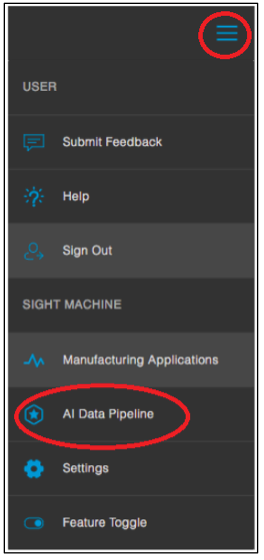 USER
Submit Feedback
Help
Sign Out
SIGHT MACHINE
Manufacturing Applications
AI Data Pipeline
Settings
Feature Toggle